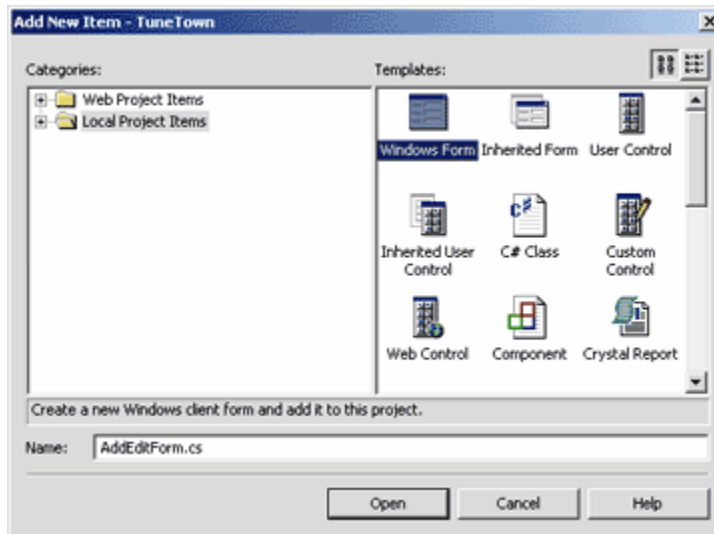 Add New Item - TuneTown
Categories:
Templates:
Web Project Items
Local Project Items
Windows Form
Inherited Form
User Control
Inherited User
Control
C# Class
Custom
Control
Web Control
Component
Crystal Report
Create a new Windows client form and add it to this project.
Name:
AddEditForm.cs
Open
Cancel
Help